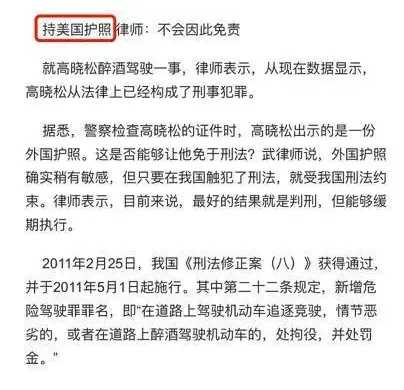 持美国护照 律师：不会因此免责
就高晓松醉酒驾驶一事，律师表示，从现在数据显示，
高晓松从法律上已经构成了刑事犯罪。
据悉，警察检查高晓松的证件时，高晓松出示的是一份
外国护照。这是否能够让他免于刑法？武律师说，外国护照
确实稍有敏感，但只要在我国触犯了刑法，就受我国刑法约
束。律师表示，目前来说，最好的结果就是判刑，但能够缓
期执行。
2011年2月25日，我国《刑法修正案（八）》获得通过，
并于2011年5月1日起施行。其中第二十二条规定，新增危
险驾驶罪罪名，即“在道路上驾驶机动车追逐竞驶，情节恶
劣的，或者在道路上醉酒驾驶机动车的，处拘役，并处罚
金。”